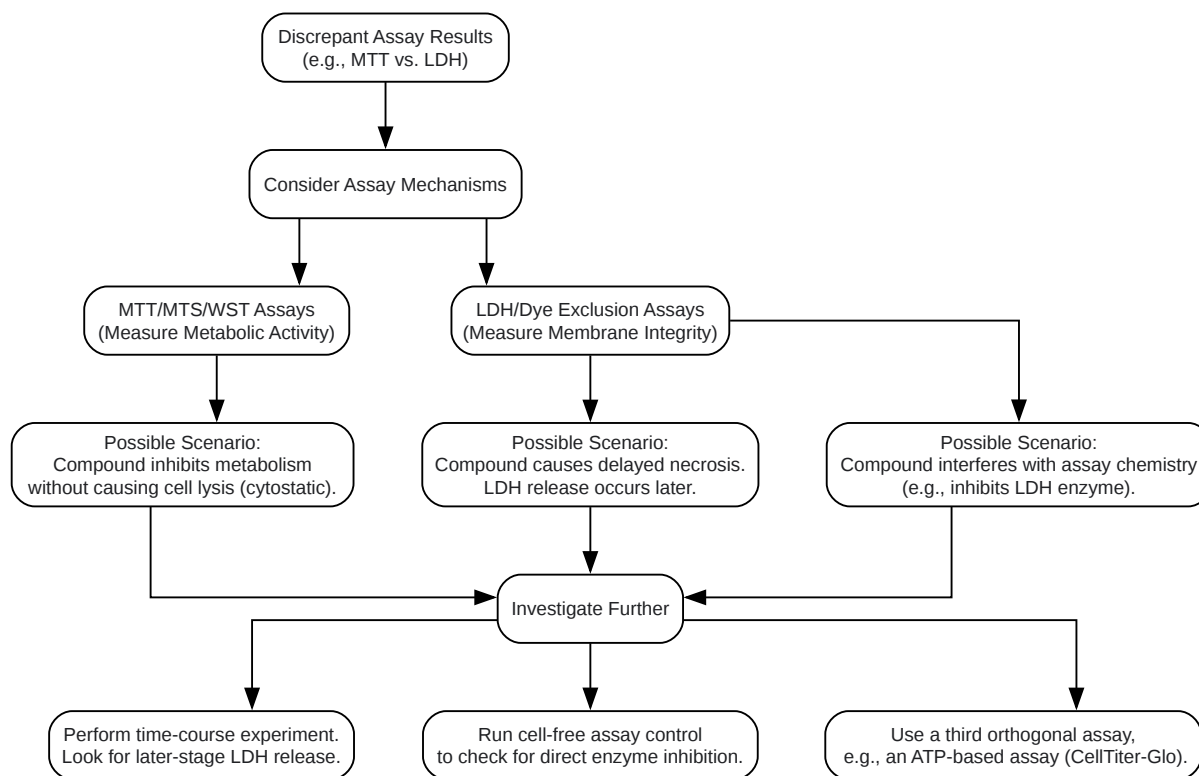 Discrepant Assay Results
(e.g., MTT vs. LDH)
Consider Assay Mechanisms
MTT/MTS/WST Assays
(Measure Metabolic Activity)
LDH/Dye Exclusion Assays
(Measure Membrane Integrity)
Possible Scenario:
Compound inhibits metabolism
without causing cell lysis (cytostatic).
Possible Scenario:
Compound causes delayed necrosis.
LDH release occurs later.
Possible Scenario:
Compound interferes with assay chemistry
(e.g., inhibits LDH enzyme).
Investigate Further
Perform time-course experiment.
Look for later-stage LDH release.
Run cell-free assay control
to check for direct enzyme inhibition.
Use a third orthogonal assay,
e.g., an ATP-based assay (CellTiter-Glo).